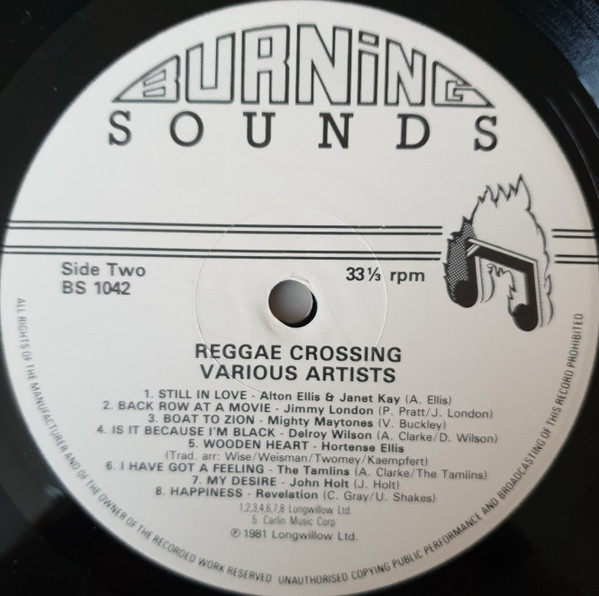 BURNiNG
SOUNDS
Side Two
BS 1042
33 ⅓ rpm
REGGAE CROSSING
VARIOUS ARTISTS
1. STILL IN LOVE - Alton Ellis & Janet Kay (A. Ellis)
2. BACK ROW AT A MOVIE - Jimmy London (P. Pratt/J. London)
3. BOAT TO ZION - Mighty Maytones (V. Buckley)
4. IS IT BECAUSE I'M BLACK - Delroy Wilson (A. Clarke/D. Wilson)
5. WOODEN HEART - Hortense Ellis
(Trad. arr: Wise/Weisman/Twomey/Kaempfert)
6. I HAVE GOT A FEELING - The Tamlins (A. Clarke/The Tamlins)
7. MY DESIRE - John Holt (J. Holt)
8. HAPPINESS - Revelation (C. Gray/U. Shakes)
1,2,3,4,6,7,8 Longwillow Ltd.
5. Carlin Music Corp.
℗ 1981 Longwillow Ltd.
ALL RIGHTS OF THE MANUFACTURER AND OF THE OWNER OF THE RECORDED WORK RESERVED UNAUTHORISED COPYING PUBLIC PERFORMANCE AND BROADCASTING OF THIS RECORD PROHIBITED